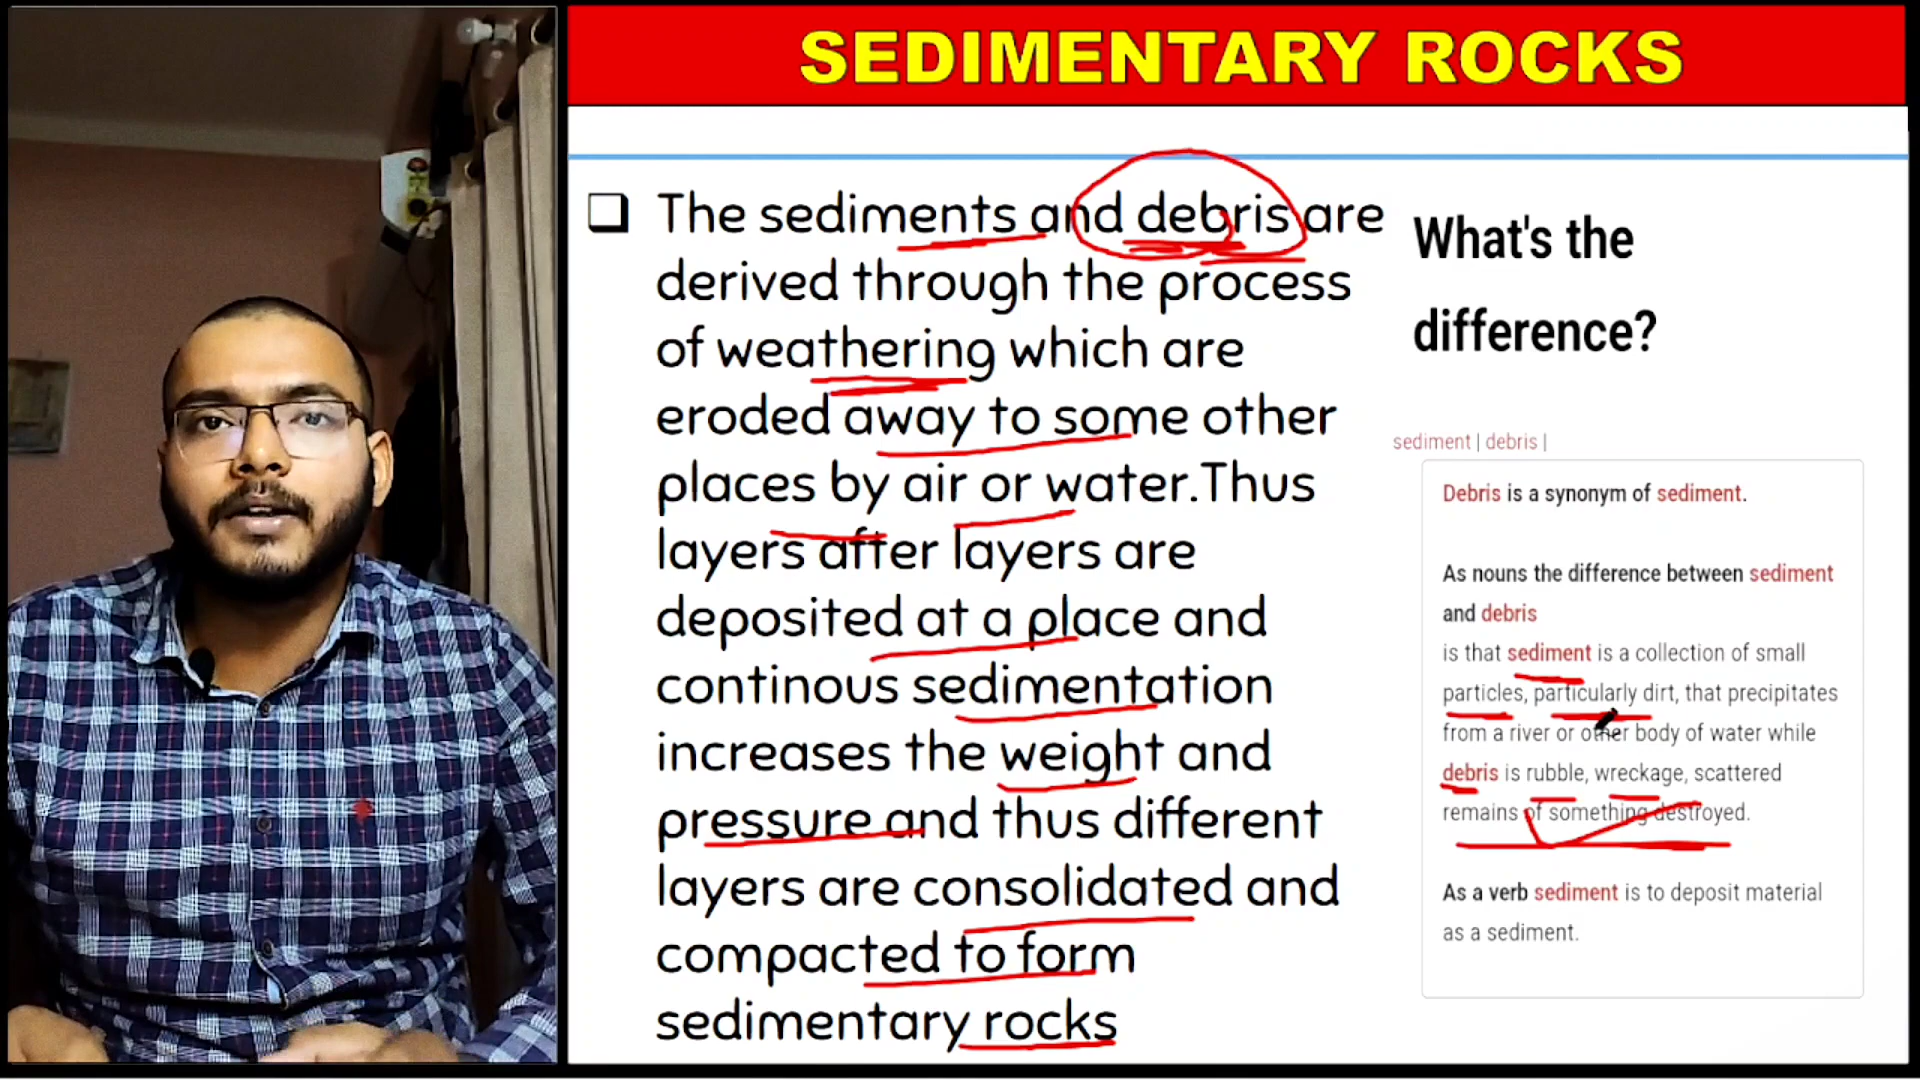 SEDIMENTARY ROCKS
❑ The sediments and debris are
derived through the process
of weathering which are
eroded away to some other
places by air or water.Thus
layers after layers are
deposited at a place and
continous sedimentation
increases the weight and
pressure and thus different
layers are consolidated and
compacted to form
sedimentary rocks
What's the
difference?
sediment | debris |
Debris is a synonym of sediment.
As nouns the difference between sediment
and debris
is that sediment is a collection of small
particles, particularly dirt, that precipitates
from a river or other body of water while
debris is rubble, wreckage, scattered
remains of something destroyed.
As a verb sediment is to deposit material
as a sediment.